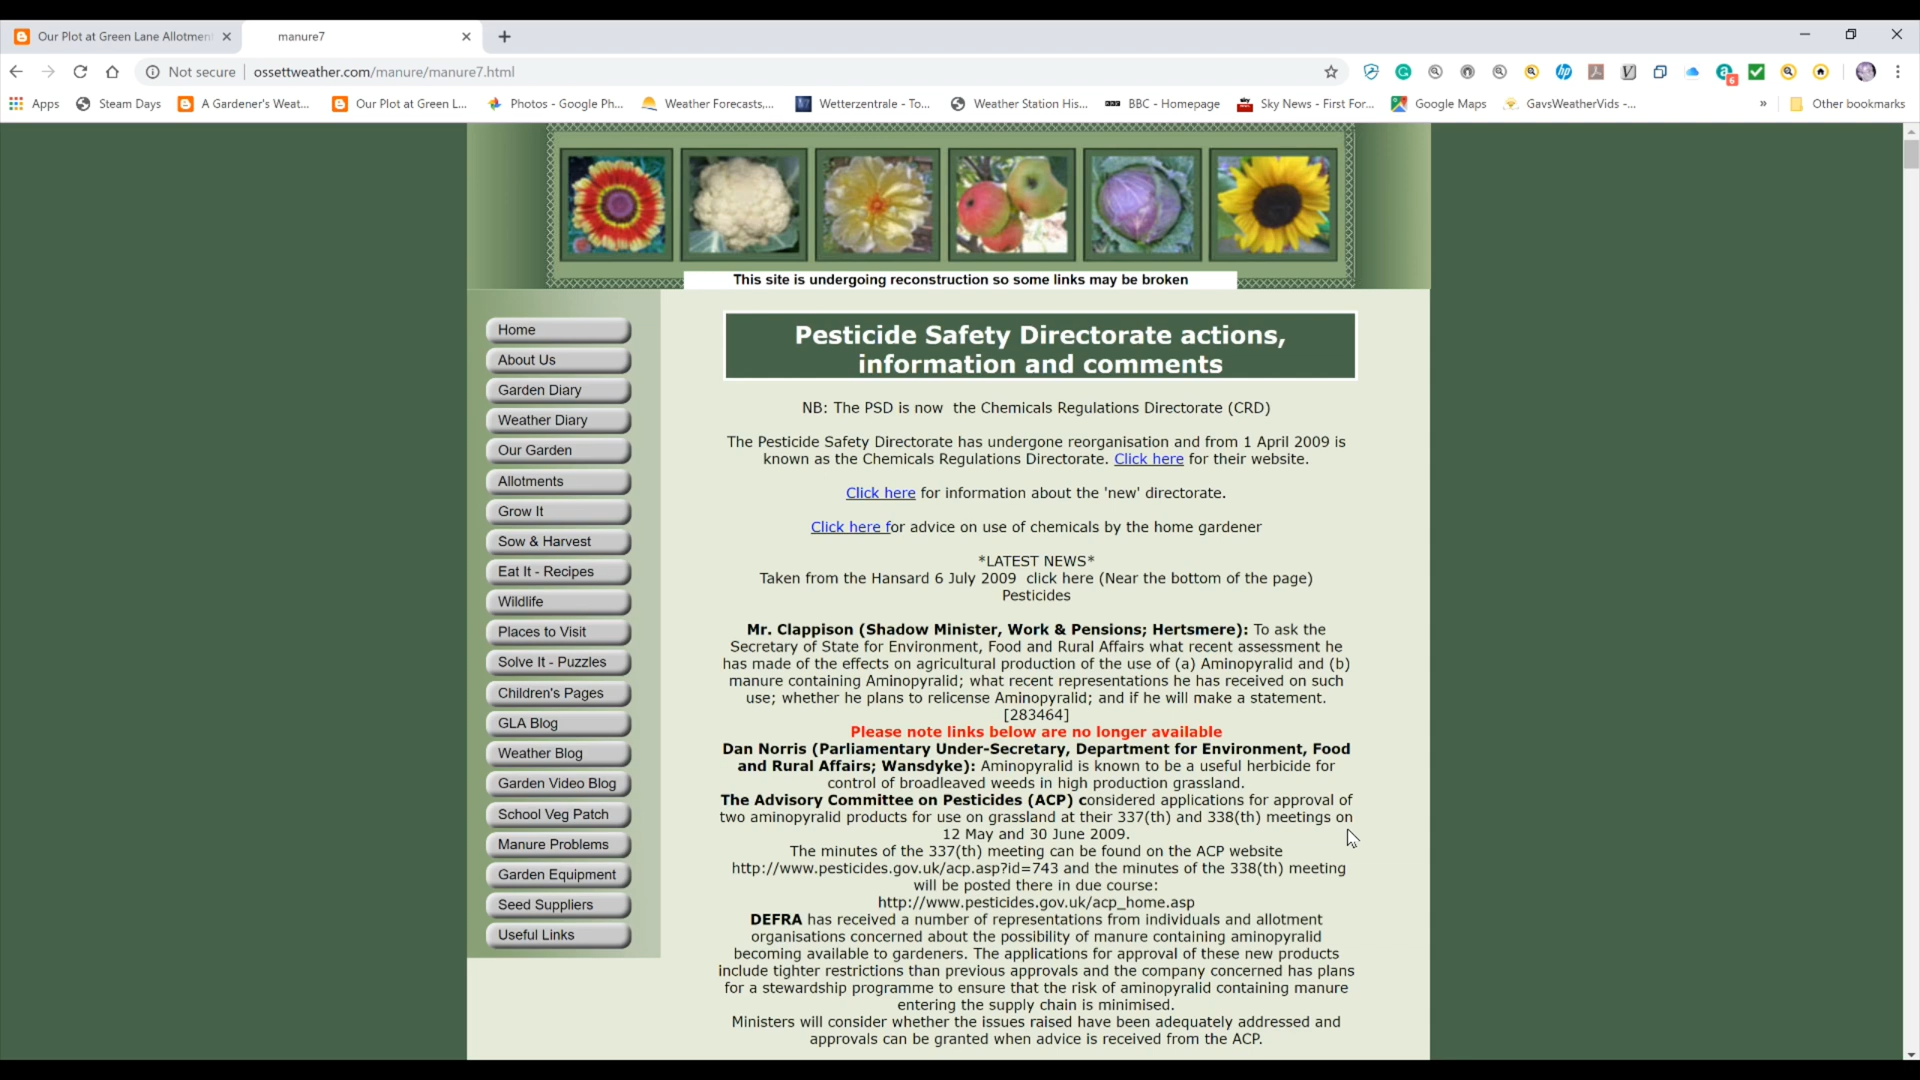 Our Plot at Green Lane Allotment
manure7
Not secure
ossettweather.com/manure/manure7.html
6
Apps
Steam Days
A Gardener's Weat...
Our Plot at Green L...
Photos - Google Ph...
Weather Forecasts,...
Wetterzentrale - To...
Weather Station His...
BBC - Homepage
Sky News - First For...
Google Maps
GavsWeatherVids -...
»
Other bookmarks
This site is undergoing reconstruction so some links may be broken
Home
About Us
Garden Diary
Weather Diary
Our Garden
Allotments
Grow It
Sow & Harvest
Eat It - Recipes
Wildlife
Places to Visit
Solve It - Puzzles
Children's Pages
GLA Blog
Weather Blog
Garden Video Blog
School Veg Patch
Manure Problems
Garden Equipment
Seed Suppliers
Useful Links
Pesticide Safety Directorate actions,
information and comments
NB: The PSD is now the Chemicals Regulations Directorate (CRD)
The Pesticide Safety Directorate has undergone reorganisation and from 1 April 2009 is
known as the Chemicals Regulations Directorate. Click here for their website.
Click here for information about the 'new' directorate.
Click here for advice on use of chemicals by the home gardener
*LATEST NEWS*
Taken from the Hansard 6 July 2009 click here (Near the bottom of the page)
Pesticides
Mr. Clappison (Shadow Minister, Work & Pensions; Hertsmere): To ask the
Secretary of State for Environment, Food and Rural Affairs what recent assessment he
has made of the effects on agricultural production of the use of (a) Aminopyralid and (b)
manure containing Aminopyralid; what recent representations he has received on such
use; whether he plans to relicense Aminopyralid; and if he will make a statement.
[283464]
Please note links below are no longer available
Dan Norris (Parliamentary Under-Secretary, Department for Environment, Food
and Rural Affairs; Wansdyke): Aminopyralid is known to be a useful herbicide for
control of broadleaved weeds in high production grassland.
The Advisory Committee on Pesticides (ACP) considered applications for approval of
two aminopyralid products for use on grassland at their 337(th) and 338(th) meetings on
12 May and 30 June 2009.
The minutes of the 337(th) meeting can be found on the ACP website
http://www.pesticides.gov.uk/acp.asp?id=743 and the minutes of the 338(th) meeting
will be posted there in due course:
http://www.pesticides.gov.uk/acp_home.asp
DEFRA has received a number of representations from individuals and allotment
organisations concerned about the possibility of manure containing aminopyralid
becoming available to gardeners. The applications for approval of these new products
include tighter restrictions than previous approvals and the company concerned has plans
for a stewardship programme to ensure that the risk of aminopyralid containing manure
entering the supply chain is minimised.
Ministers will consider whether the issues raised have been adequately addressed and
approvals can be granted when advice is received from the ACP.